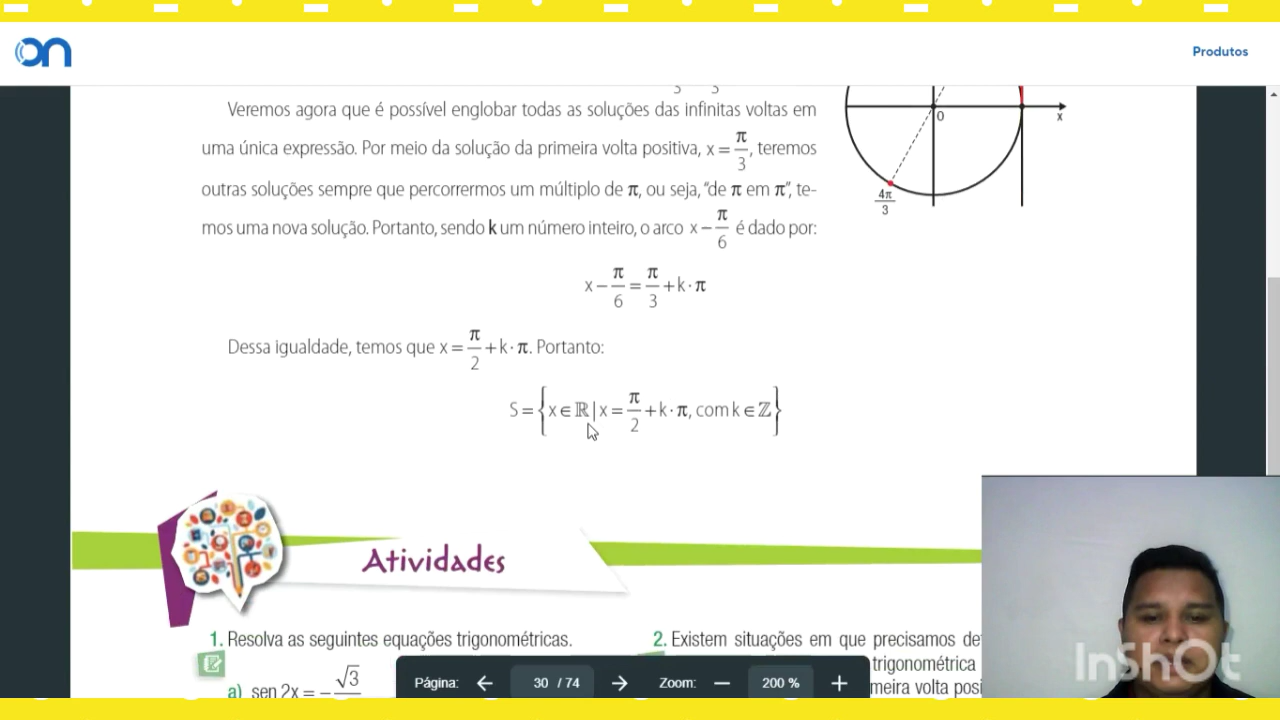 on
Produtos
3 3
Veremos agora que é possível englobar todas as soluções das infinitas voltas em
uma única expressão. Por meio da solução da primeira volta positiva, x = π/3, teremos
outras soluções sempre que percorrermos um múltiplo de π, ou seja, “de π em π”, te-
mos uma nova solução. Portanto, sendo k um número inteiro, o arco x − π/6 é dado por:
x − π/6 = π/3 + k · π
Dessa igualdade, temos que x = π/2 + k · π. Portanto:
S = {x ∈ ℝ | x = π/2 + k · π, com k ∈ ℤ}
0
x
4π/3
Atividades
1. Resolva as seguintes equações trigonométricas.
a) sen 2x = − √3
2. Existem situações em que precisamos de
trigonométrica
meira volta posi
Página: 30 / 74 Zoom: 200 %
InShOt